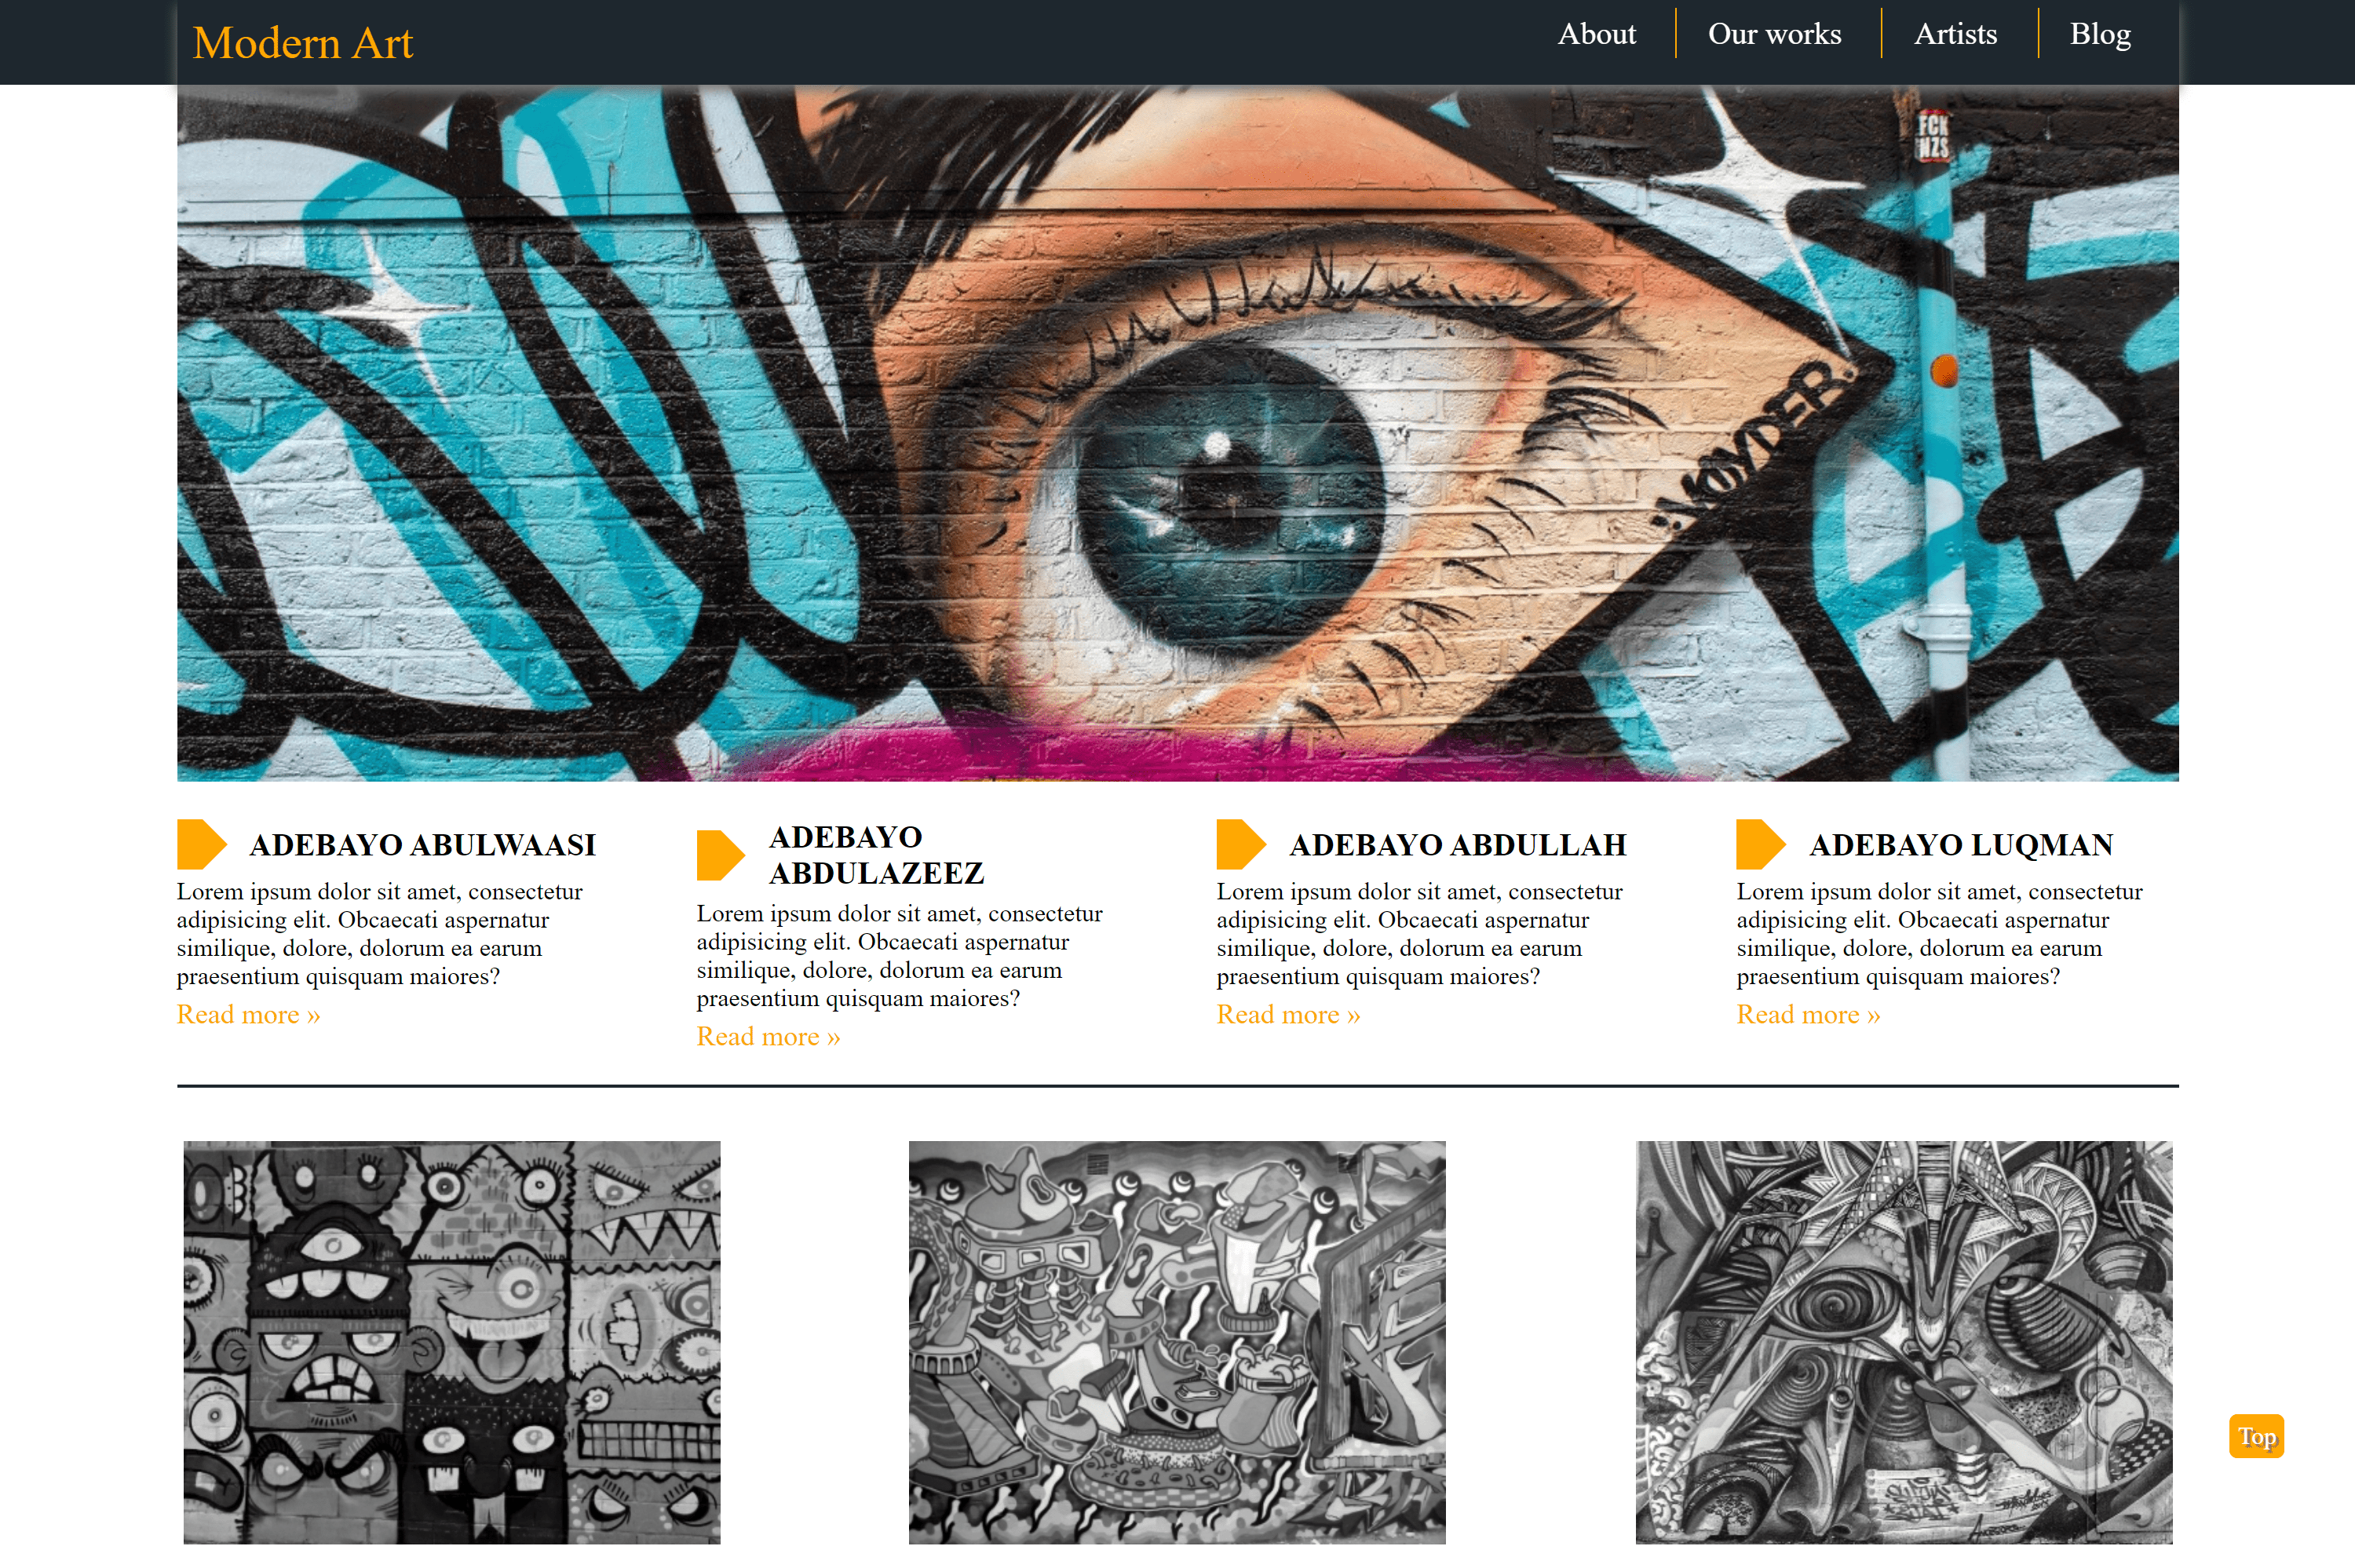 Modern Art
About
Our works
Artists
Blog
FCK
NZS
:MOYDER:
ADEBAYO ABULWAASI
Lorem ipsum dolor sit amet, consectetur
adipisicing elit. Obcaecati aspernatur
similique, dolore, dolorum ea earum
praesentium quisquam maiores?
Read more »
ADEBAYO
ABDULAZEEZ
Lorem ipsum dolor sit amet, consectetur
adipisicing elit. Obcaecati aspernatur
similique, dolore, dolorum ea earum
praesentium quisquam maiores?
Read more »
ADEBAYO ABDULLAH
Lorem ipsum dolor sit amet, consectetur
adipisicing elit. Obcaecati aspernatur
similique, dolore, dolorum ea earum
praesentium quisquam maiores?
Read more »
ADEBAYO LUQMAN
Lorem ipsum dolor sit amet, consectetur
adipisicing elit. Obcaecati aspernatur
similique, dolore, dolorum ea earum
praesentium quisquam maiores?
Read more »
Top